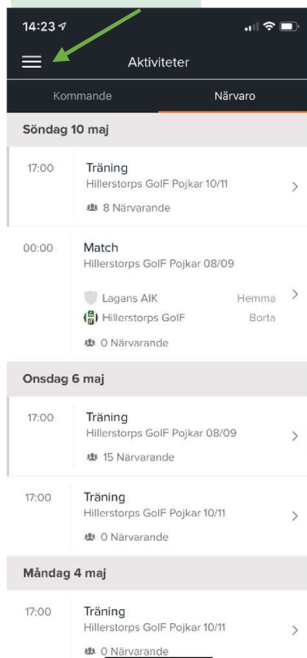 14:23
Aktiviteter
Kommande
Närvaro
Söndag 10 maj
17:00
Träning
Hillerstorps GoIF Pojkar 10/11
8 Närvarande
00:00
Match
Hillerstorps GoIF Pojkar 08/09
Lagans AIK Hemma
Hillerstorps GoIF Borta
0 Närvarande
Onsdag 6 maj
17:00
Träning
Hillerstorps GoIF Pojkar 08/09
15 Närvarande
17:00
Träning
Hillerstorps GoIF Pojkar 10/11
0 Närvarande
Måndag 4 maj
17:00
Träning
Hillerstorps GoIF Pojkar 10/11
0 Närvarande